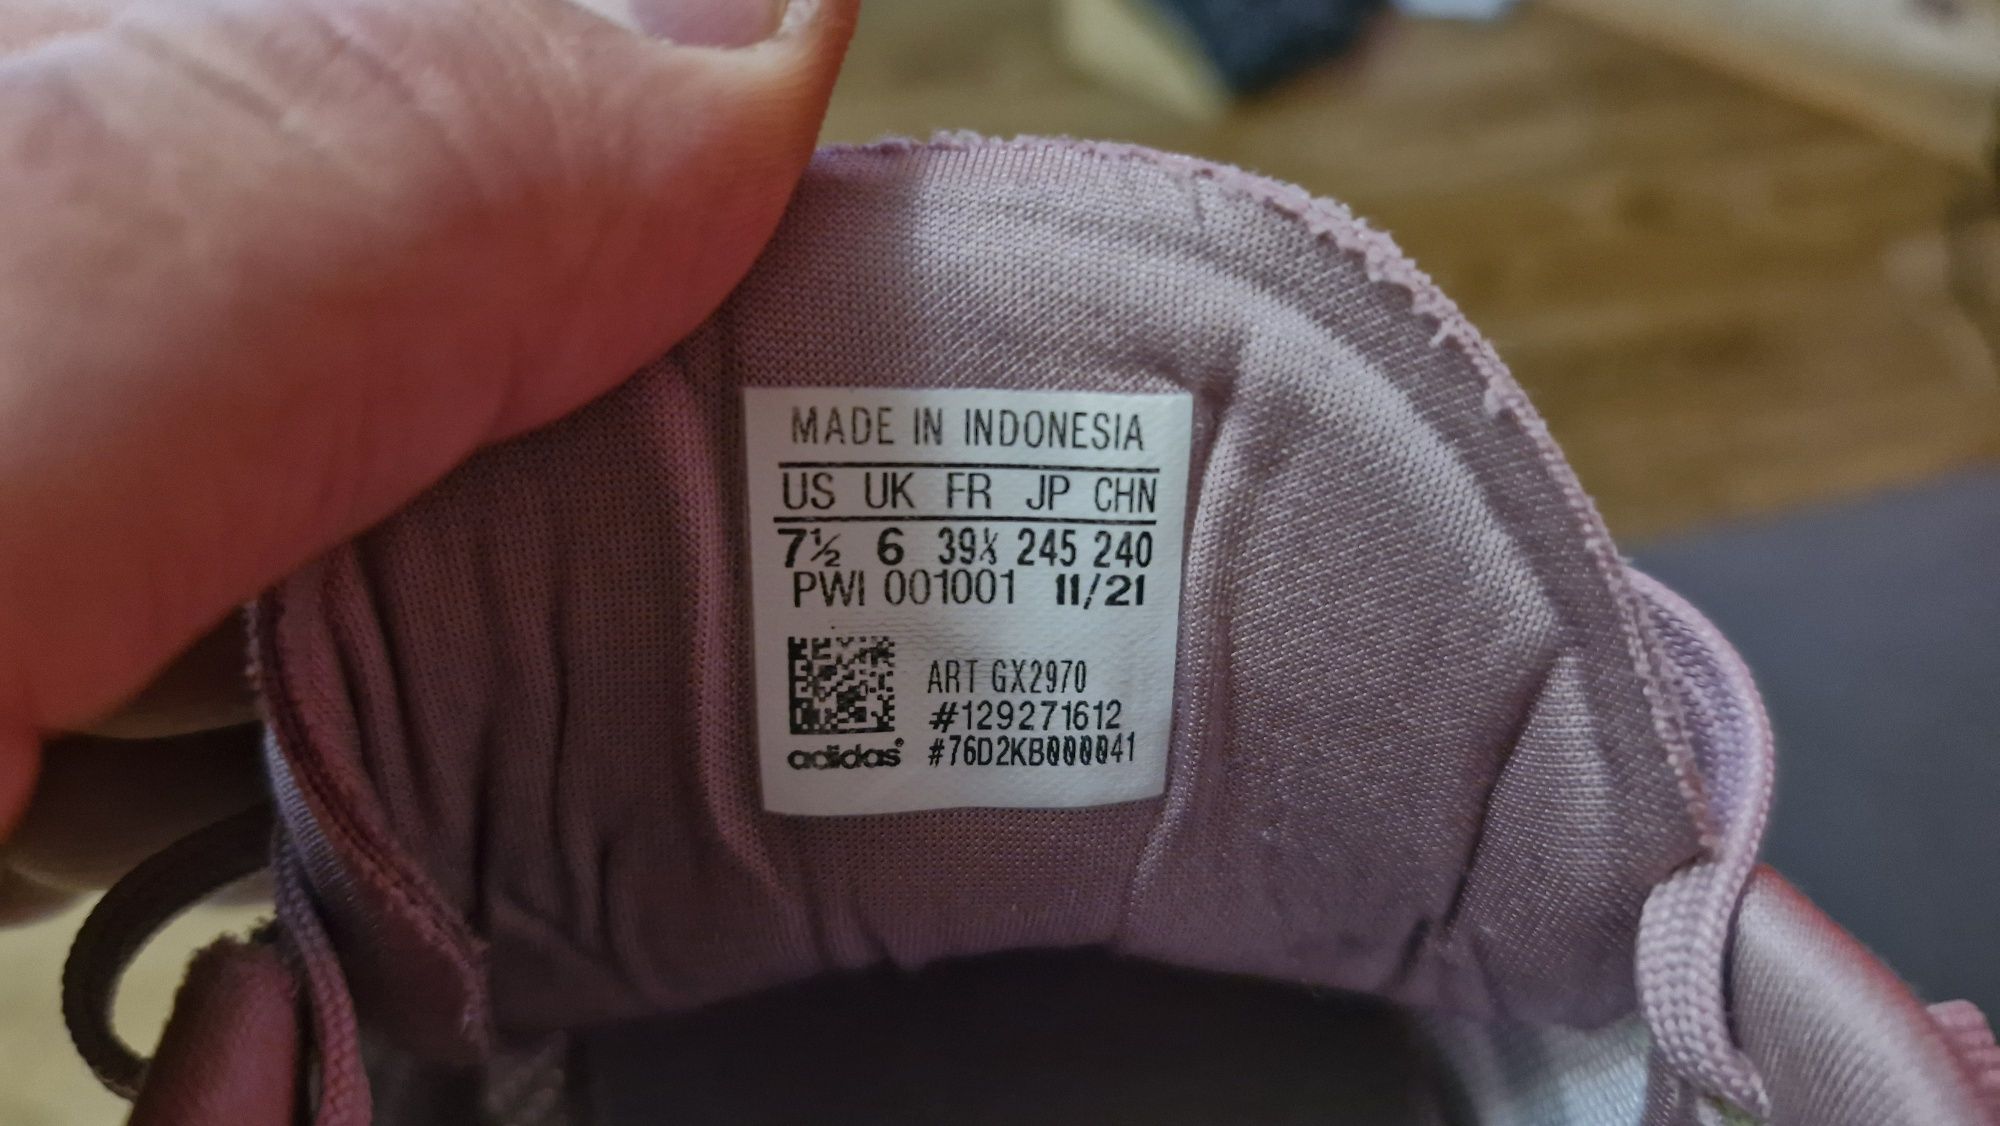 MADE IN INDONESIA
US UK FR JP CHN
7½ 6 39⅓ 245 240
PWI 001001 11/21
ART GX2970
#129271612
adidas® #76D2KB000041